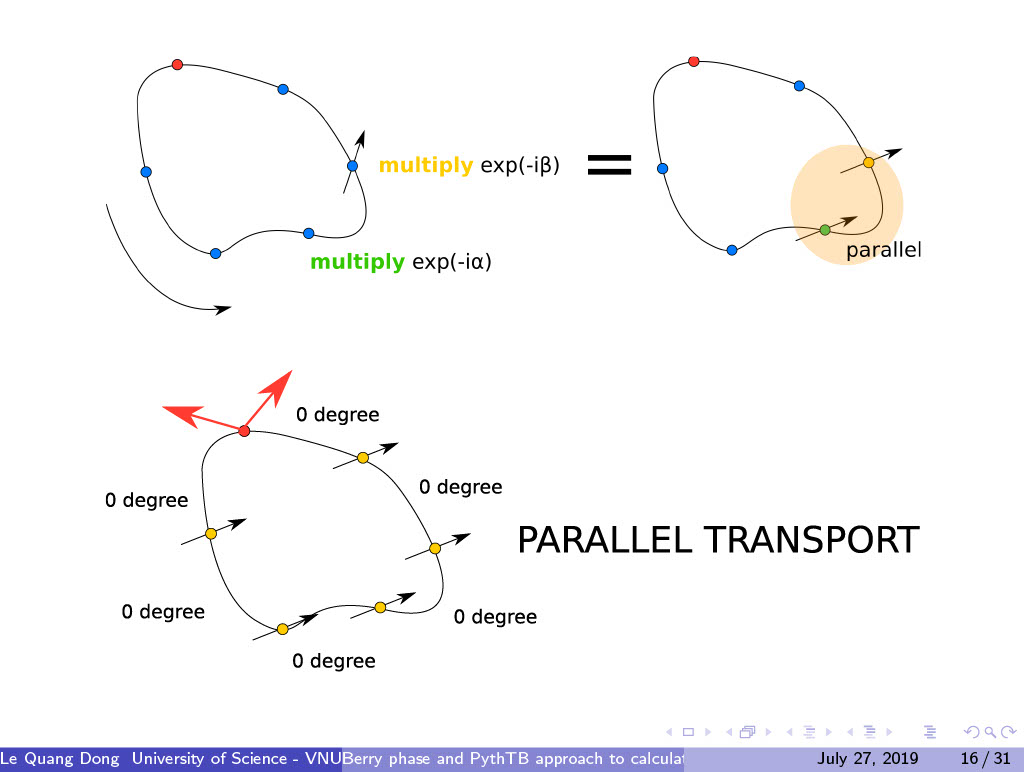 multiply exp(-iβ)
=
parallel
multiply exp(-iα)
0 degree
0 degree
0 degree
PARALLEL TRANSPORT
0 degree
0 degree
0 degree
Le Quang Dong University of Science - VNU Berry phase and PythTB approach to calculat July 27, 2019 16 / 31